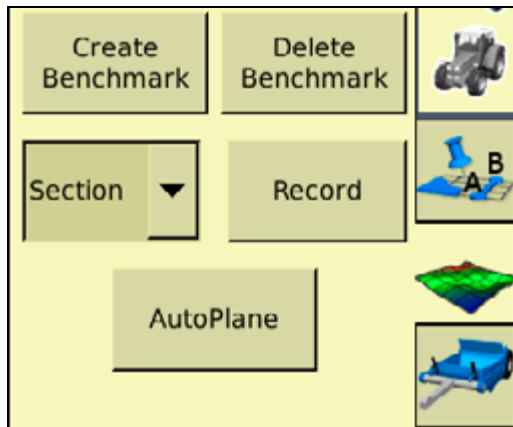 Create
Benchmark
Delete
Benchmark
Section
Record
AutoPlane
A
B